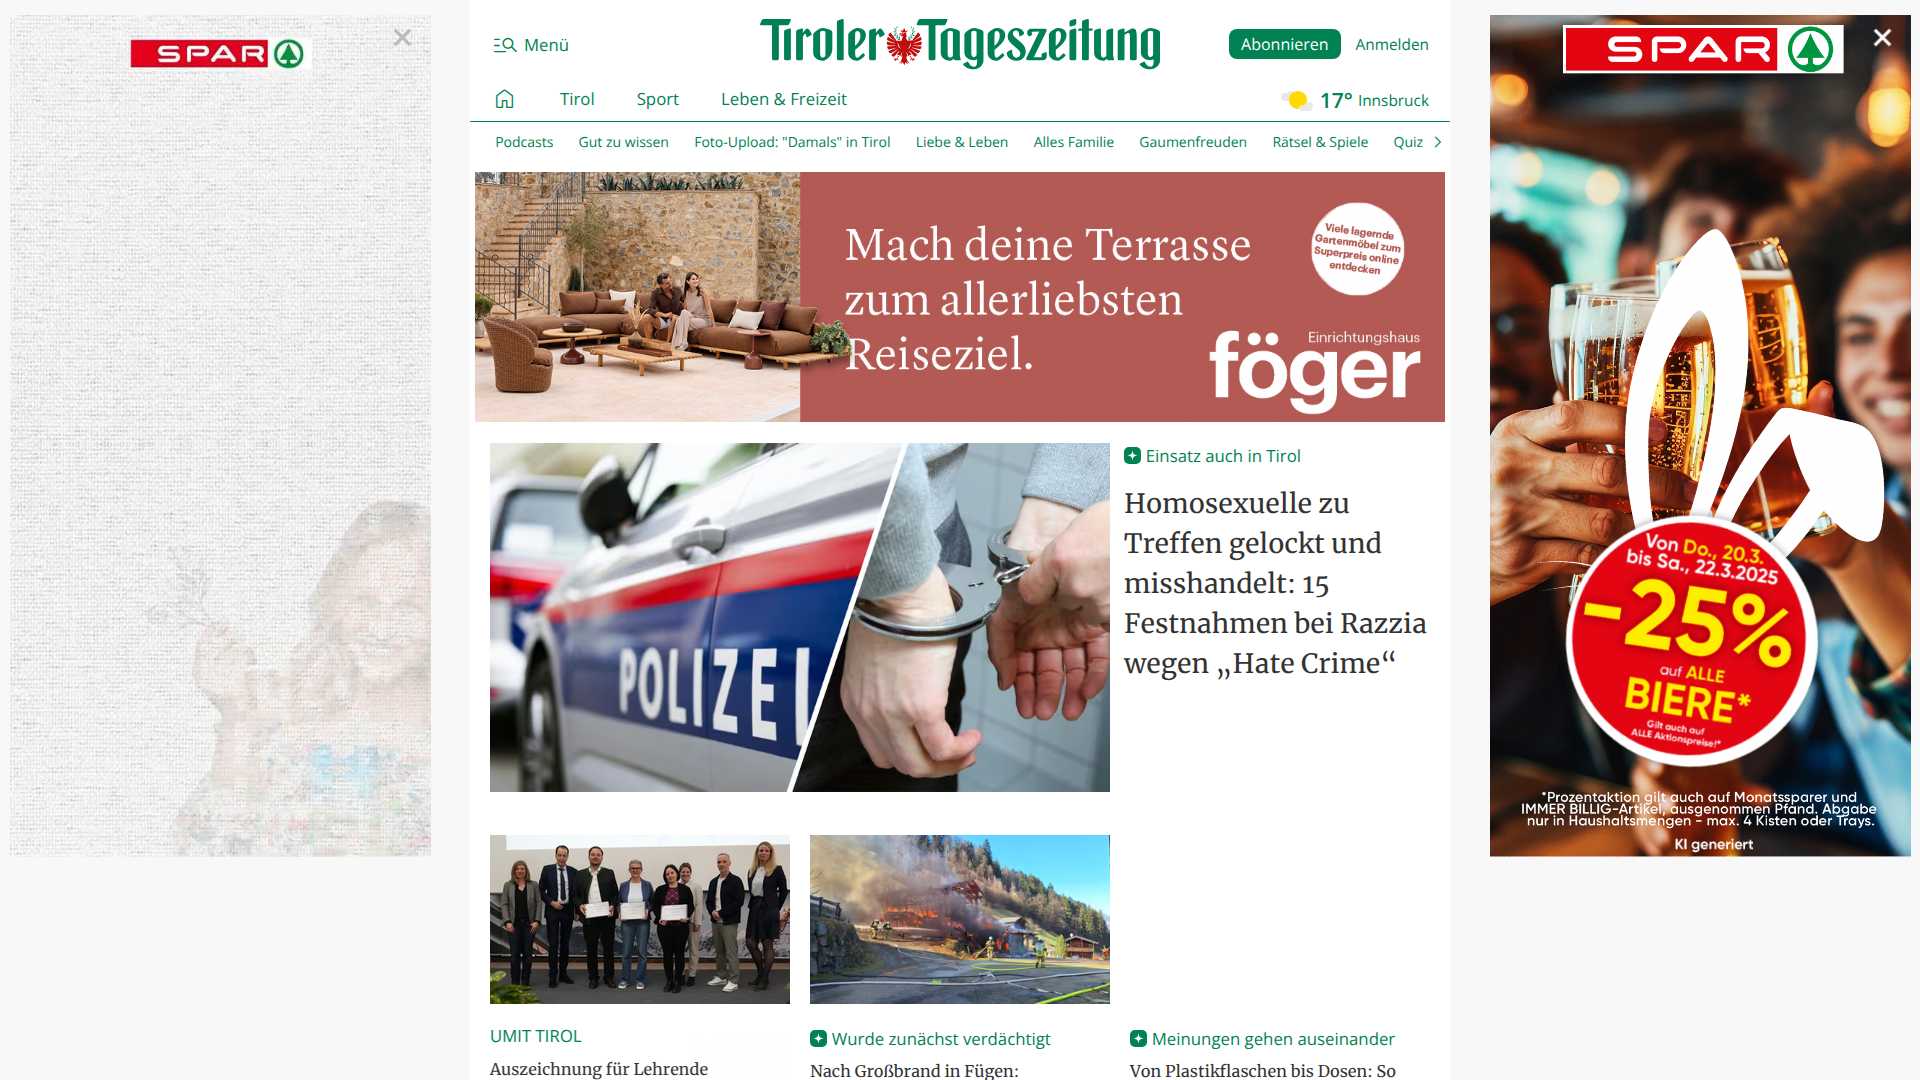 SPAR
Menü
Tiroler Tageszeitung
Abonnieren
Anmelden
Tirol
Sport
Leben & Freizeit
17° Innsbruck
Podcasts
Gut zu wissen
Foto-Upload: "Damals" in Tirol
Liebe & Leben
Alles Familie
Gaumenfreuden
Rätsel & Spiele
Quiz
Mach deine Terrasse
zum allerliebsten
Reiseziel.
Viele lagernde
Gartenmöbel zum
Superpreis online
entdecken
Einrichtungshaus
föger
POLIZEI
Einsatz auch in Tirol
Homosexuelle zu
Treffen gelockt und
misshandelt: 15
Festnahmen bei Razzia
wegen „Hate Crime“
UMIT TIROL
Auszeichnung für Lehrende
Wurde zunächst verdächtigt
Nach Großbrand in Fügen:
Meinungen gehen auseinander
Von Plastikflaschen bis Dosen: So
SPAR
Von Do., 20.3.
bis Sa., 22.3.2025
-25%
auf ALLE
BIERE*
Gilt auch auf
ALLE Aktionspreise!*
*Prozentaktion gilt auch auf Monatssparer und
IMMER BILLIG-Artikel, ausgenommen Pfand. Abgabe
nur in Haushaltsmengen - max. 4 Kisten oder Trays.
KI generiert